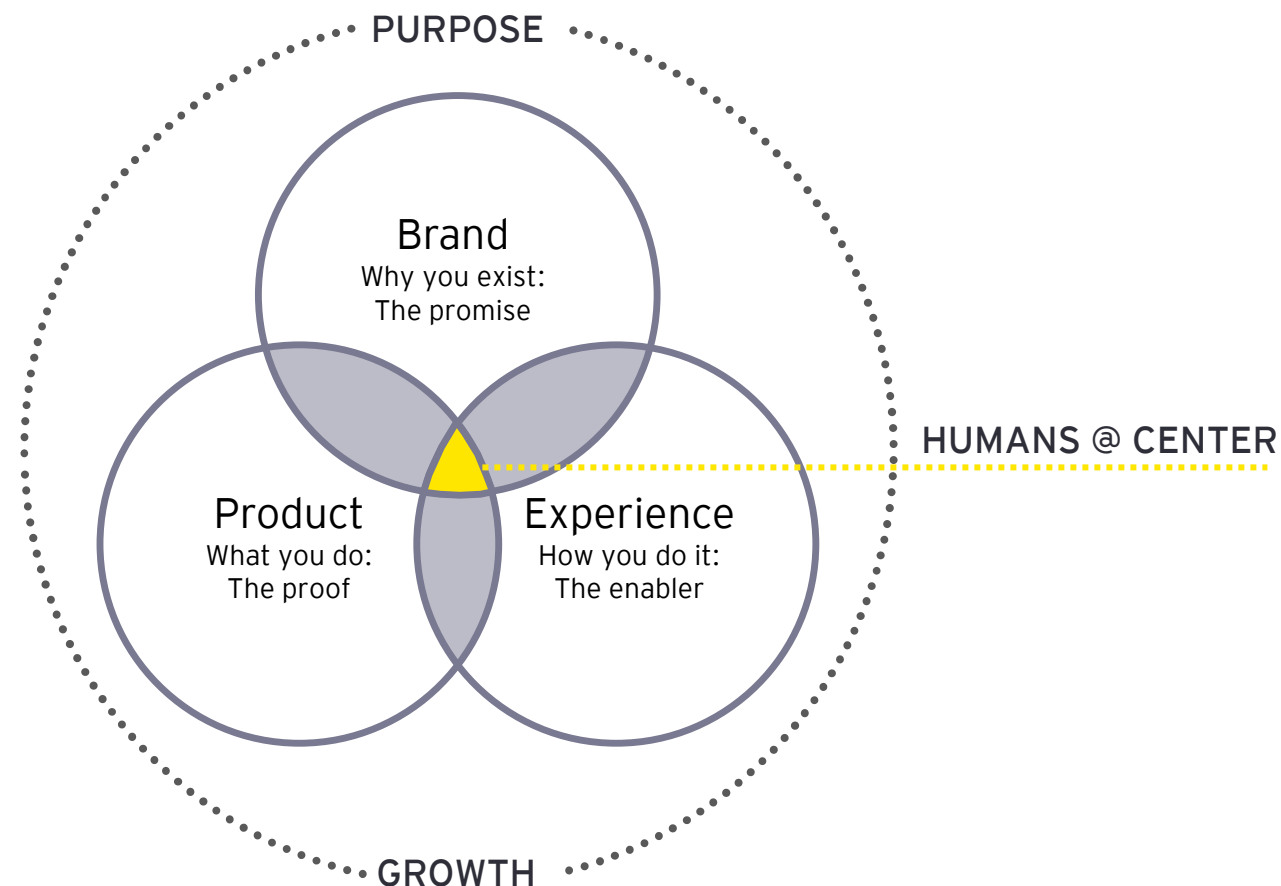 PURPOSE
Brand
Why you exist:
The promise
HUMANS @ CENTER
Product
What you do:
The proof
Experience
How you do it:
The enabler
GROWTH